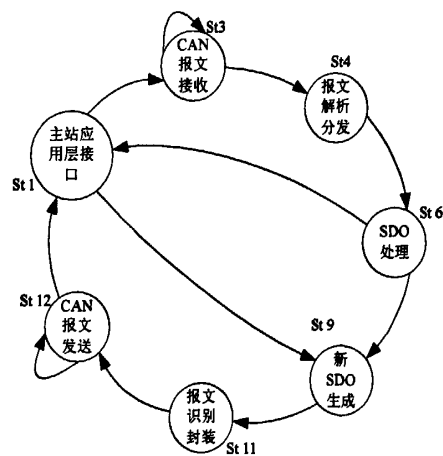 St3
CAN
报文
接收
St4
报文
解析
分发
主站应
用层接
口
St 1
St 6
SDO
处理
St 12
CAN
报文
发送
St 9
新
SDO
生成
报文
识别
封装
St 11